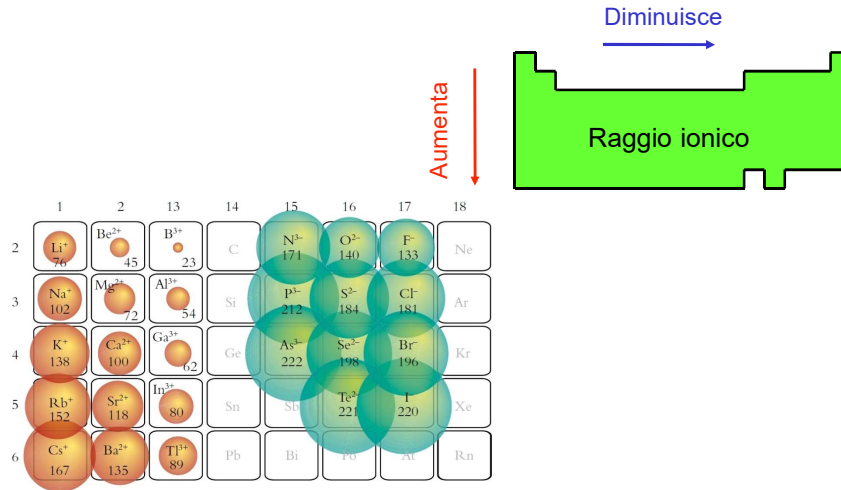 Diminuisce
Aumenta
Raggio ionico
1 2 13 14 15 16 17 18
2 Li⁺ 76 Be²⁺ 45 B³⁺ 23 C N³⁻ 171 O²⁻ 140 F⁻ 133 Ne
3 Na⁺ 102 Mg²⁺ 72 Al³⁺ 54 Si P³⁻ 212 S²⁻ 184 Cl⁻ 181 Ar
4 K⁺ 138 Ca²⁺ 100 Ga³⁺ 62 Ge As³⁻ 222 Se²⁻ 198 Br⁻ 196 Kr
5 Rb⁺ 152 Sr²⁺ 118 In³⁺ 80 Sn Sb Te²⁻ 221 I⁻ 220 Xe
6 Cs⁺ 167 Ba²⁺ 135 Tl³⁺ 89 Pb Bi Po At Rn